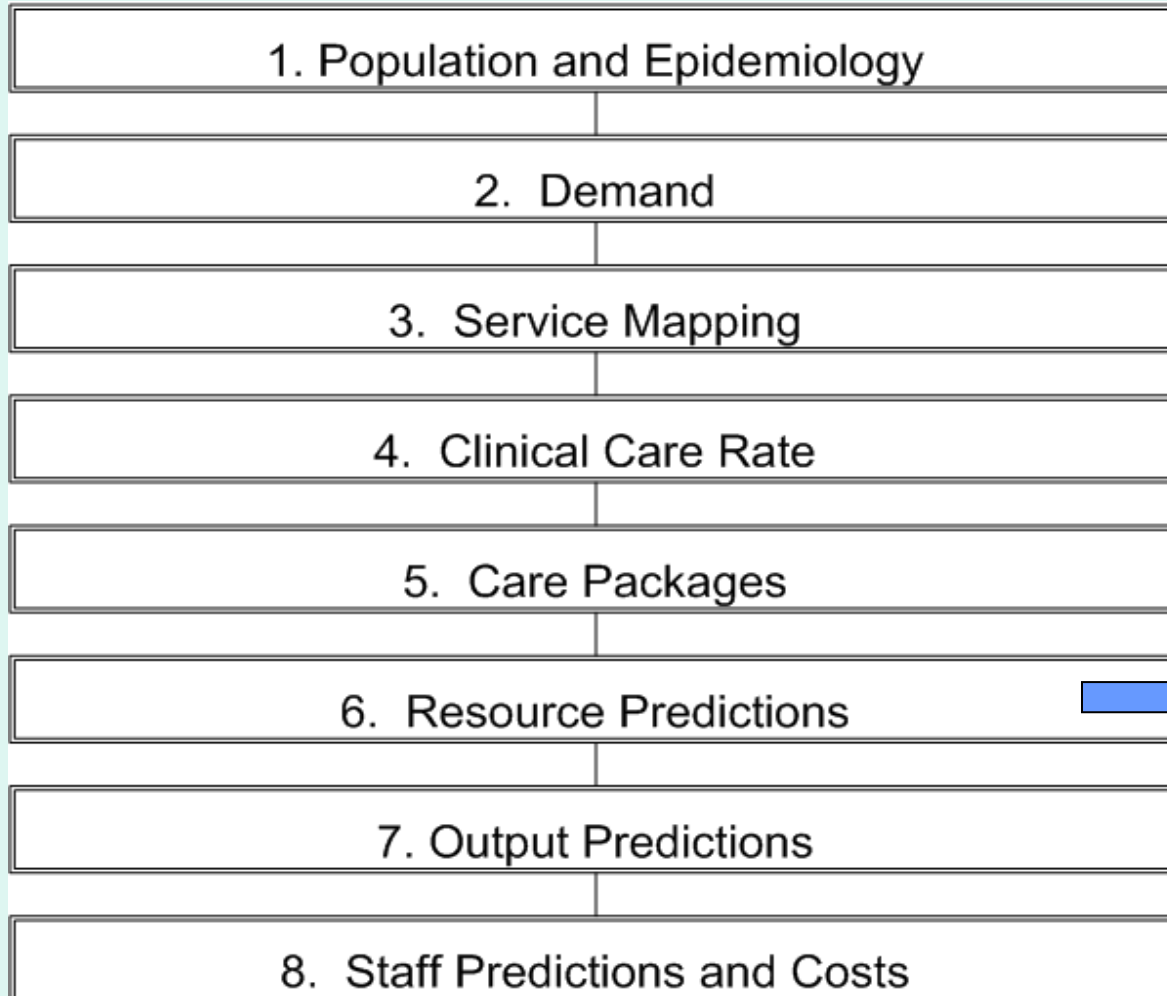 1. Population and Epidemiology
2. Demand
3. Service Mapping
4. Clinical Care Rate
5. Care Packages
6. Resource Predictions
7. Output Predictions
8. Staff Predictions and Costs